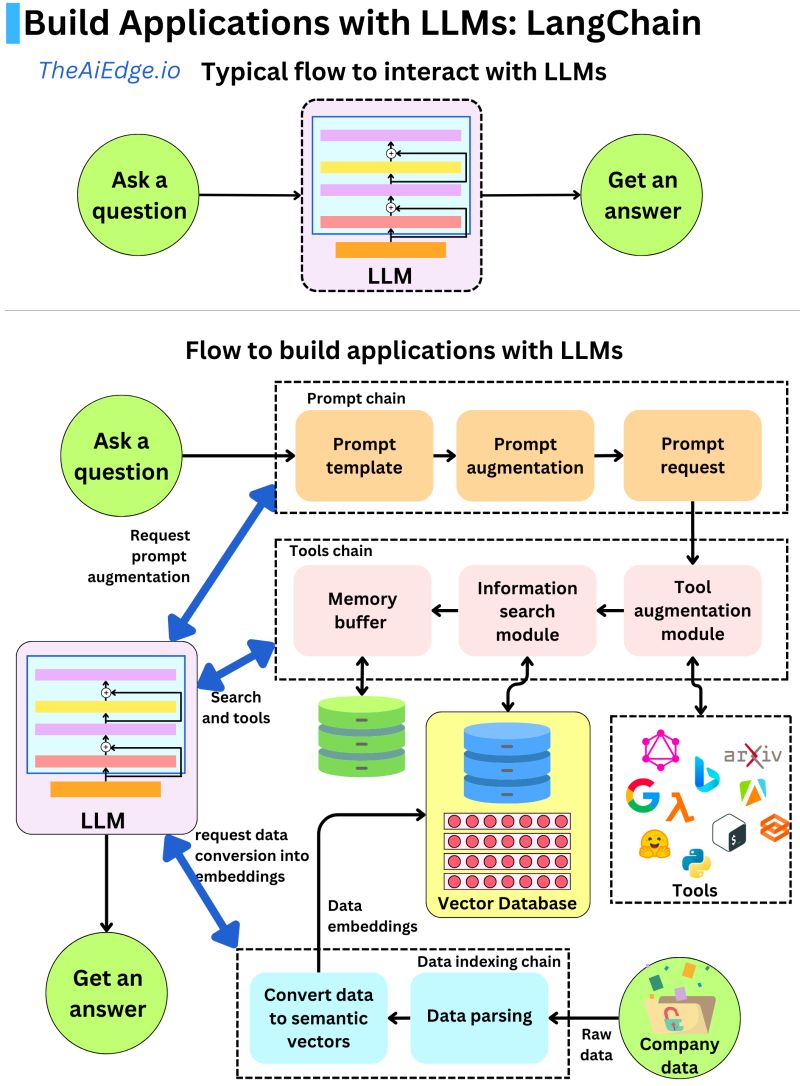 Build Applications with LLMs: LangChain
TheAiEdge.io
Typical flow to interact with LLMs
Ask a
question
LLM
Get an
answer
Flow to build applications with LLMs
Ask a
question
Prompt chain
Prompt
template
Prompt
augmentation
Prompt
request
Request
prompt
augmentation
Tools chain
Memory
buffer
Information
search
module
Tool
augmentation
module
Search
and tools
LLM
arXiv
$_
Tools
Vector Database
request data
conversion into
embeddings
Data
embeddings
Get an
answer
Data indexing chain
Convert data
to semantic
vectors
Data parsing
Raw
data
Company
data